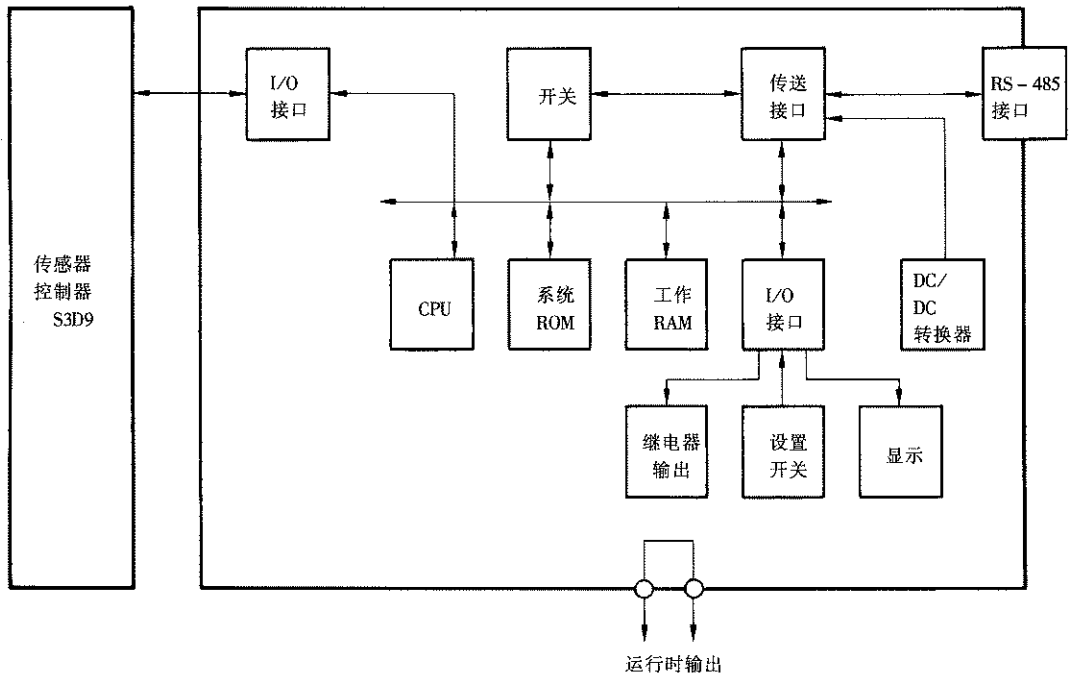 I/O
接口
开关
传送
接口
RS-485
接口
传感器
控制器
S3D9
CPU
系统
ROM
工作
RAM
I/O
接口
DC/
DC
转换器
继电器
输出
设置
开关
显示
运行时输出